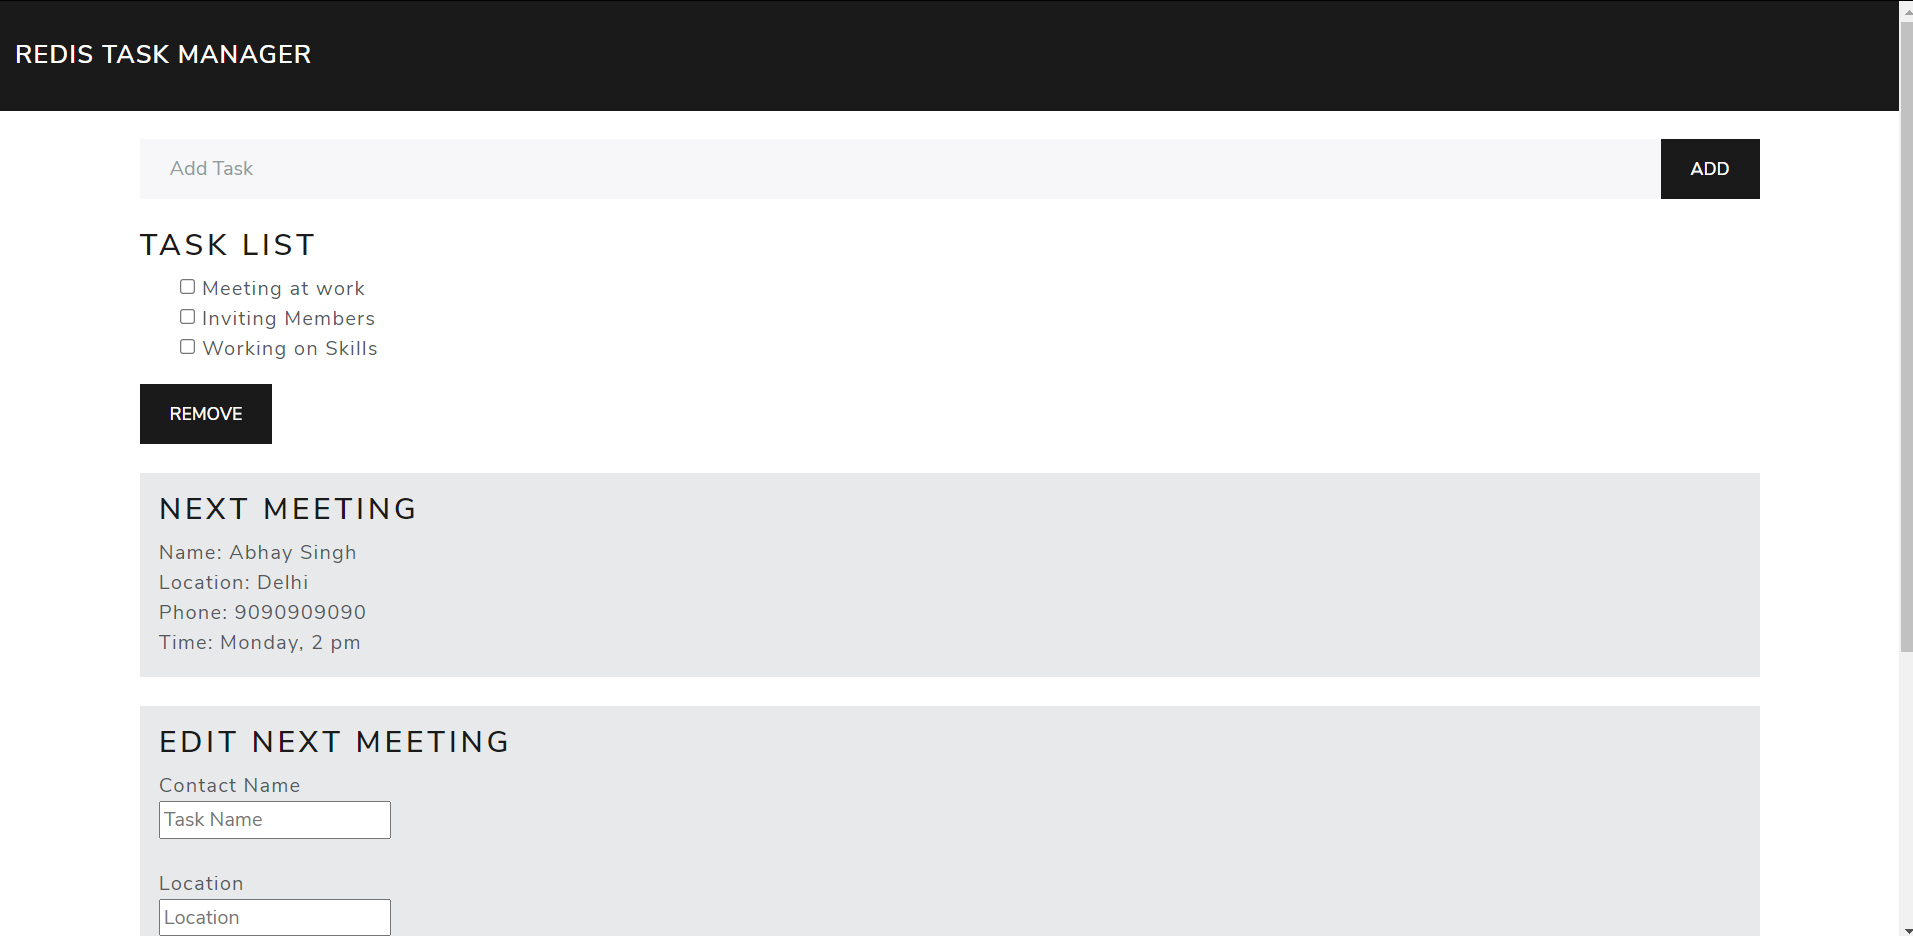 REDIS TASK MANAGER
Add Task
ADD
TASK LIST
Meeting at work
Inviting Members
Working on Skills
REMOVE
NEXT MEETING
Name: Abhay Singh
Location: Delhi
Phone: 9090909090
Time: Monday, 2 pm
EDIT NEXT MEETING
Contact Name
Task Name
Location
Location